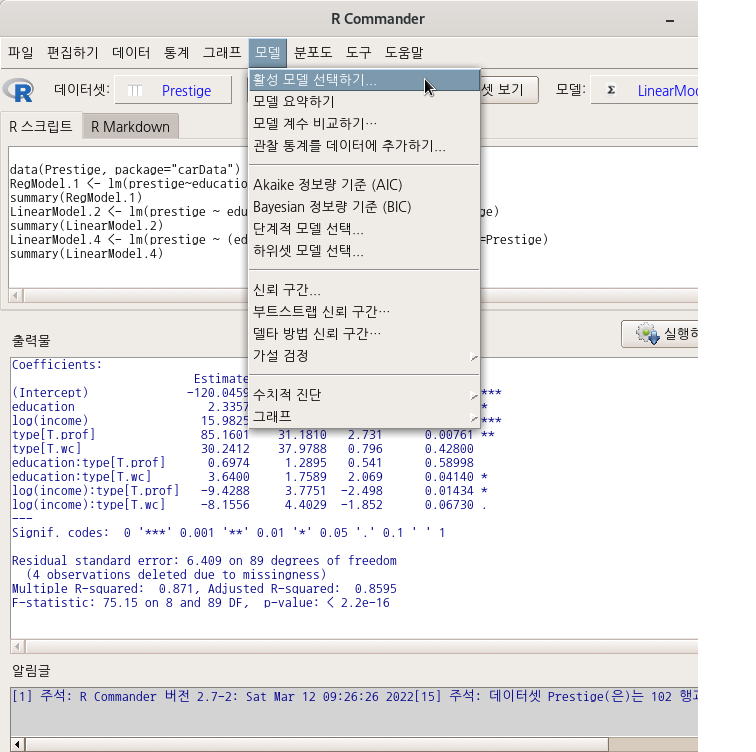 R Commander
파일 편집하기 데이터 통계 그래프 모델 분포도 도구 도움말
데이터셋: Prestige 셋 보기 모델: Σ LinearMo
활성 모델 선택하기...
모델 요약하기
모델 계수 비교하기...
관찰 통계를 데이터에 추가하기...
Akaike 정보량 기준 (AIC)
Bayesian 정보량 기준 (BIC)
단계적 모델 선택...
하위셋 모델 선택...
신뢰 구간...
부트스트랩 신뢰 구간...
델타 방법 신뢰 구간...
가설 검정
수치적 진단
그래프
R 스크립트 R Markdown
data(Prestige, package="carData")
RegModel.1 <- lm(prestige~educatio
summary(RegModel.1)
LinearModel.2 <- lm(prestige ~ edu ge)
summary(LinearModel.2)
LinearModel.4 <- lm(prestige ~ (ed =Prestige)
summary(LinearModel.4)
출력물 실행하
Coefficients:
Estimate
(Intercept) -120.0459 ***
education 2.3357 *
log(income) 15.9825 ***
type[T.prof] 85.1601 31.1810 2.731 0.00761 **
type[T.wc] 30.2412 37.9788 0.796 0.42800
education:type[T.prof] 0.6974 1.2895 0.541 0.58998
education:type[T.wc] 3.6400 1.7589 2.069 0.04140 *
log(income):type[T.prof] -9.4288 3.7751 -2.498 0.01434 *
log(income):type[T.wc] -8.1556 4.4029 -1.852 0.06730 .
---
Signif. codes: 0 '***' 0.001 '**' 0.01 '*' 0.05 '.' 0.1 ' ' 1
Residual standard error: 6.409 on 89 degrees of freedom
(4 observations deleted due to missingness)
Multiple R-squared: 0.871, Adjusted R-squared: 0.8595
F-statistic: 75.15 on 8 and 89 DF, p-value: < 2.2e-16
알림글
[1] 주석: R Commander 버전 2.7-2: Sat Mar 12 09:26:26 2022[15] 주석: 데이터셋 Prestige(은)는 102 행과